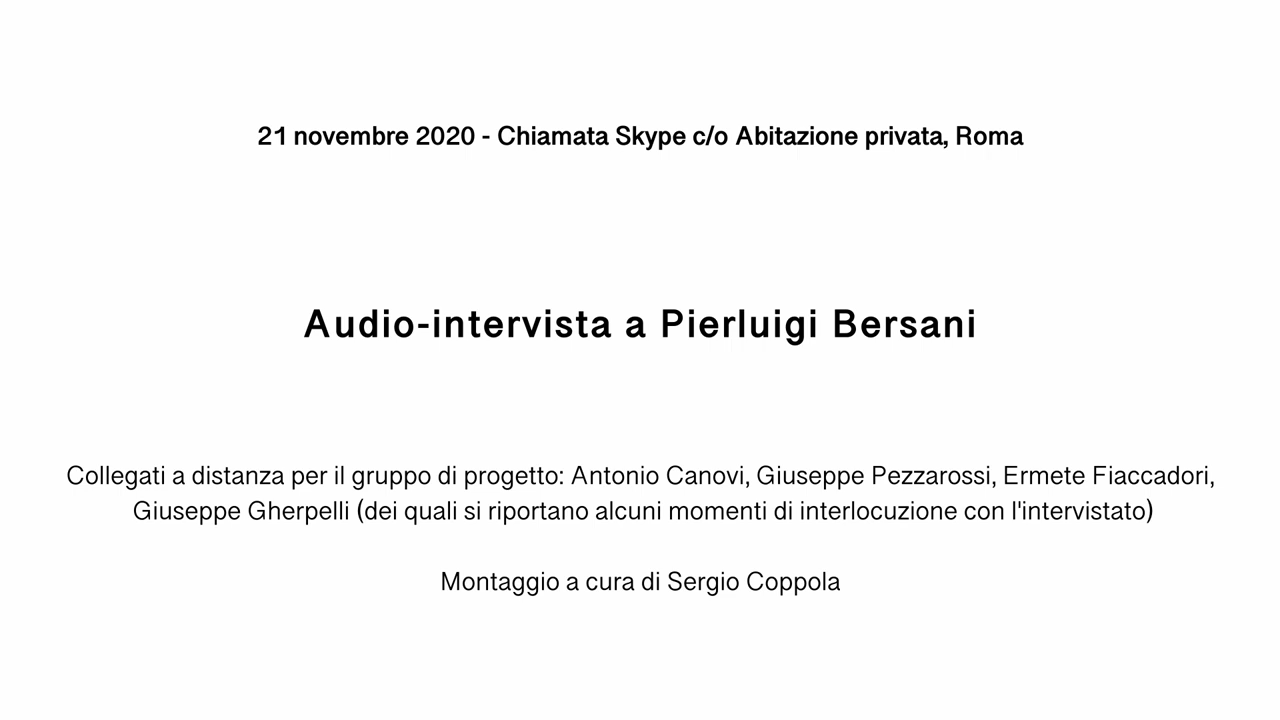 21 novembre 2020 - Chiamata Skype c/o Abitazione privata, Roma
Audio-intervista a Pierluigi Bersani
Collegati a distanza per il gruppo di progetto: Antonio Canovi, Giuseppe Pezzarossi, Ermete Fiaccadori,
Giuseppe Gherpelli (dei quali si riportano alcuni momenti di interlocuzione con l'intervistato)
Montaggio a cura di Sergio Coppola